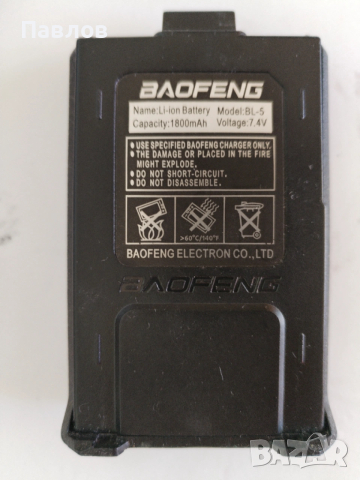 Павлов
BAOFENG
Name:Li-ion Battery Model:BL-5
Capacity:1800mAh Voltage:7.4V
● USE SPECIFIED BAOFENG CHARGER ONLY.
● THE DAMAGE OR PLACED IN THE FIRE
MIGHT EXPLODE.
● DO NOT SHORT-CIRCUIT.
● DO NOT DISASSEMBLE.
>60°C/140°F
BAOFENG ELECTRON CO.,LTD
BAOFENG
BAZAR.BG